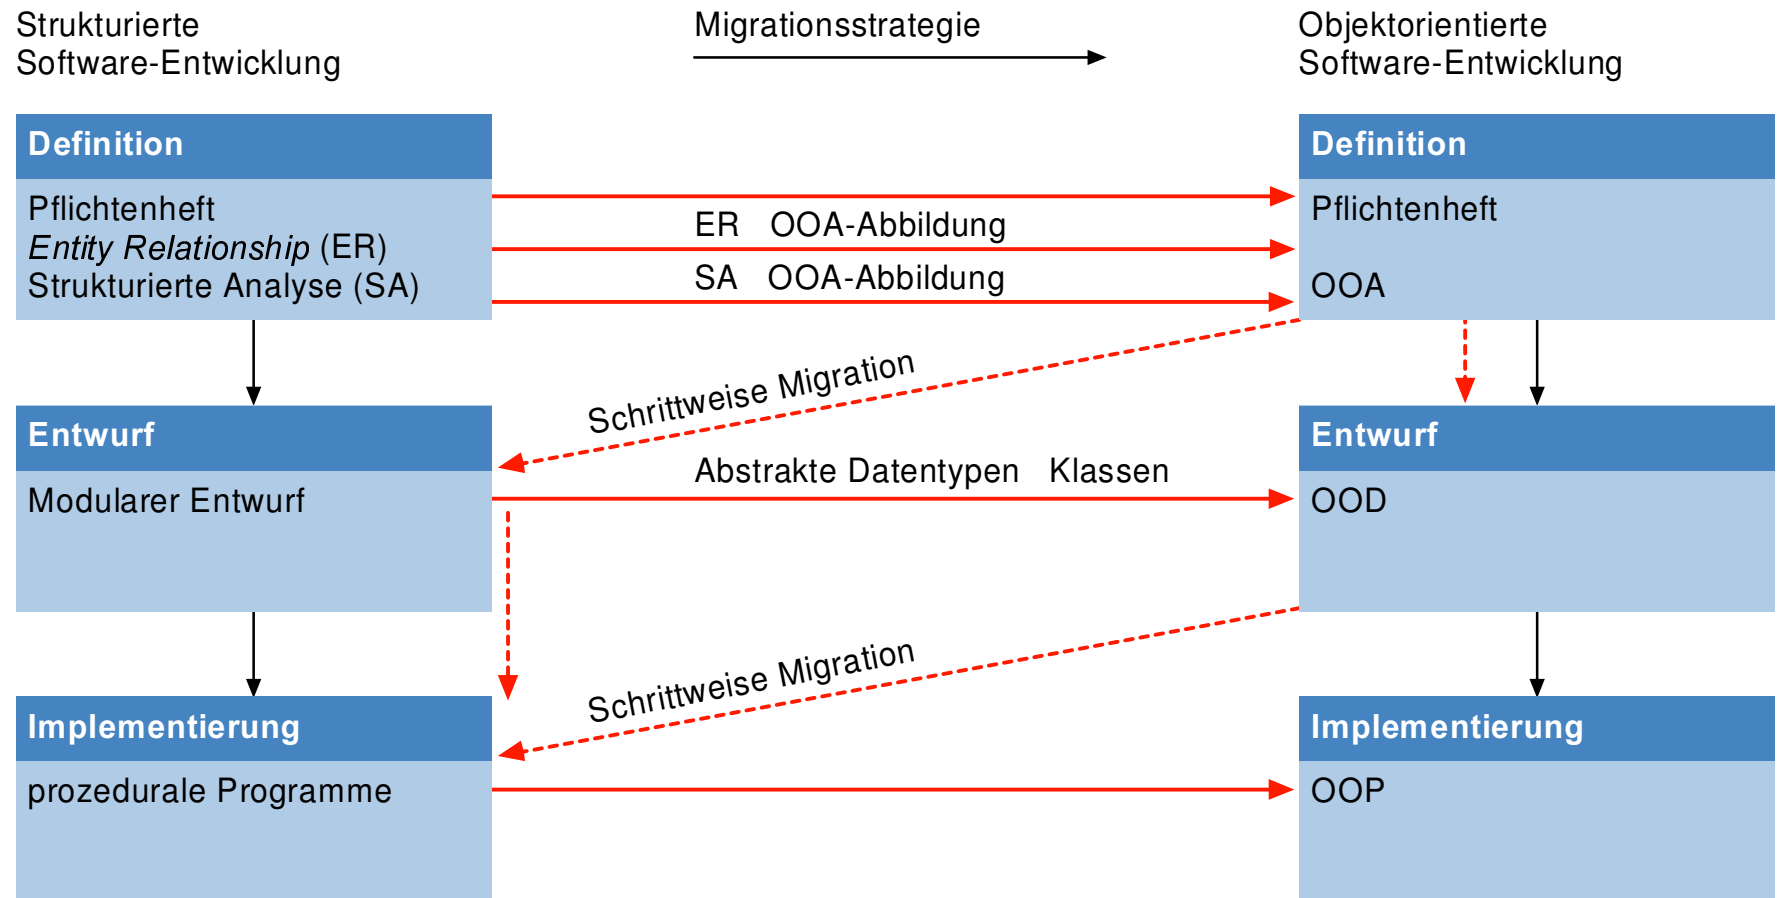 Strukturierte
Software-Entwicklung
Migrationsstrategie
Objektorientierte
Software-Entwicklung
Definition
Pflichtenheft
Entity Relationship (ER)
Strukturierte Analyse (SA)
ER OOA-Abbildung
SA OOA-Abbildung
Definition
Pflichtenheft
OOA
Schrittweise Migration
Entwurf
Modularer Entwurf
Abstrakte Datentypen Klassen
Entwurf
OOD
Schrittweise Migration
Implementierung
prozedurale Programme
Implementierung
OOP